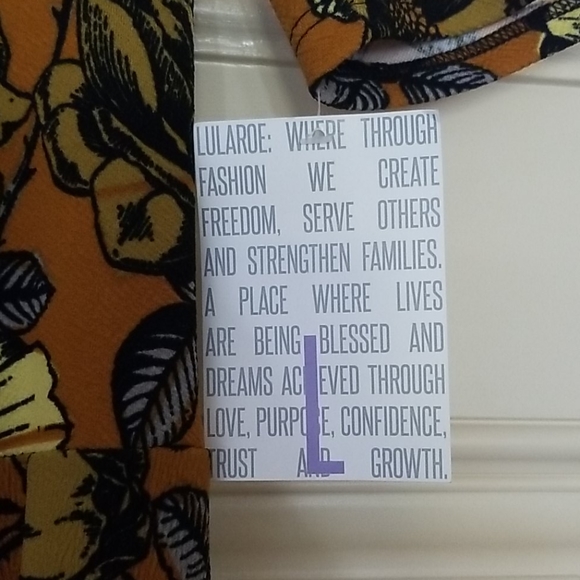 LULAROE: WHERE THROUGH
FASHION WE CREATE
FREEDOM, SERVE OTHERS
AND STRENGTHEN FAMILIES.
A PLACE WHERE LIVES
ARE BEING BLESSED AND
DREAMS ACHIEVED THROUGH
LOVE, PURPOSE, CONFIDENCE,
TRUST AND GROWTH.
L